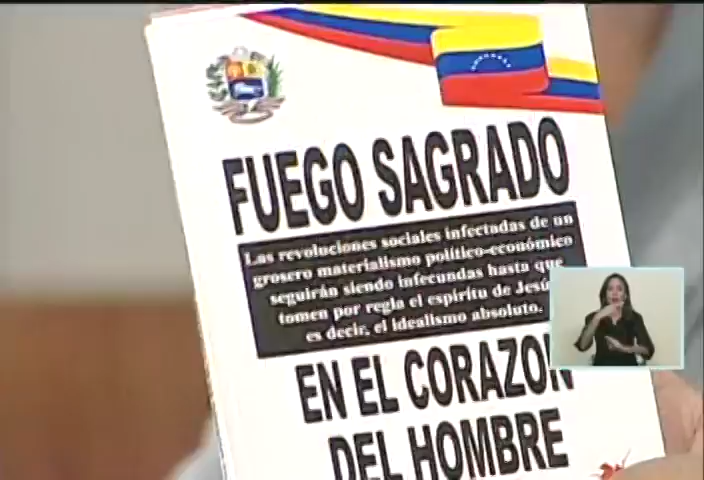 FUEGO SAGRADO
Las revoluciones sociales infectadas de un
grosero materialismo político-económico
seguirán siendo infecundas hasta que
tomen por regla el espíritu de
es decir, el idealismo absoluto.
EN EL CORAZON
DEL HOMBRE